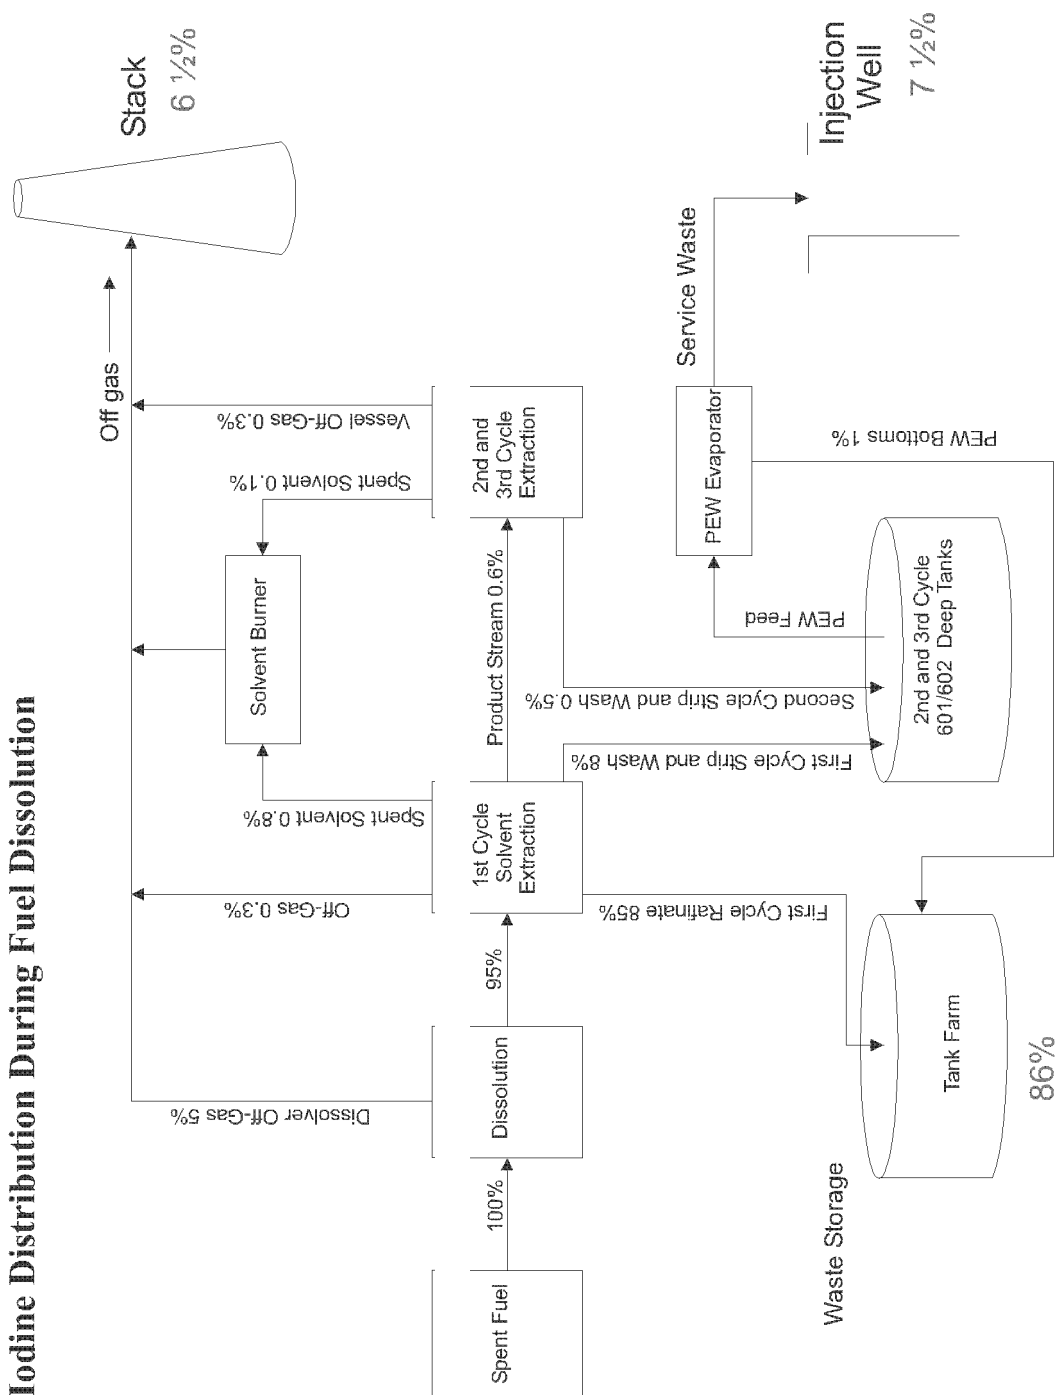 Iodine Distribution During Fuel Dissolution
Off gas
Stack
6 ½%
Dissolver Off-Gas 5%
Off-Gas 0.3%
Spent Solvent 0.8%
Solvent Burner
Spent Solvent 0.1%
Vessel Off-Gas 0.3%
Spent Fuel
100%
Dissolution
95%
1st Cycle
Solvent
Extraction
Product Stream 0.6%
2nd and
3rd Cycle
Extraction
First Cycle Rafinate 85%
First Cycle Strip and Wash 8%
Second Cycle Strip and Wash 0.5%
PEW Feed
PEW Evaporator
Service Waste
PEW Bottoms 1%
Injection
Well
7 ½%
Waste Storage
Tank Farm
86%
2nd and 3rd Cycle
601/602 Deep Tanks